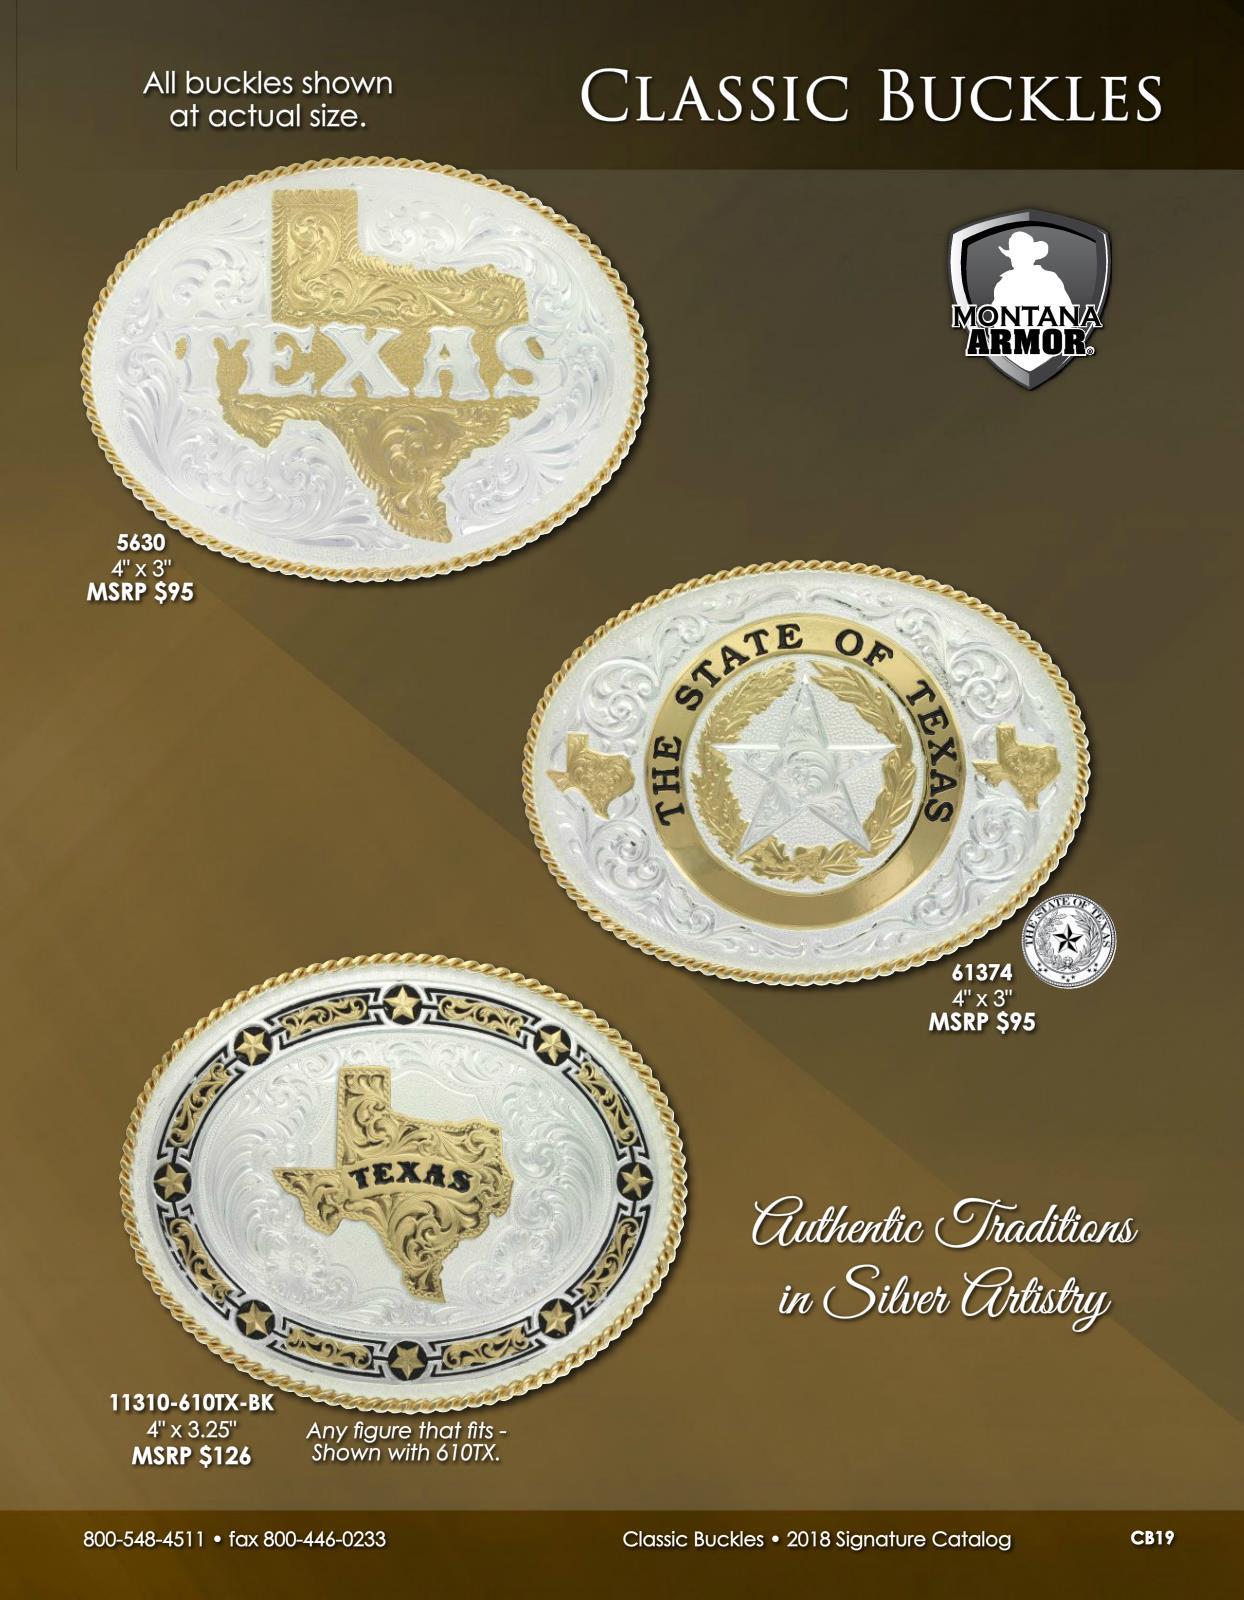 All buckles shown
at actual size.
CLASSIC BUCKLES
MONTANA
ARMOR®
TEXAS
5630
4" x 3"
MSRP $95
THE STATE OF TEXAS
THE STATE OF TEXAS
61374
4" x 3"
MSRP $95
TEXAS
Authentic Traditions
in Silver Artistry
11310-610TX-BK
4" x 3.25"
MSRP $126
Any figure that fits -
Shown with 610TX.
800-548-4511 • fax 800-446-0233
Classic Buckles • 2018 Signature Catalog
CB19